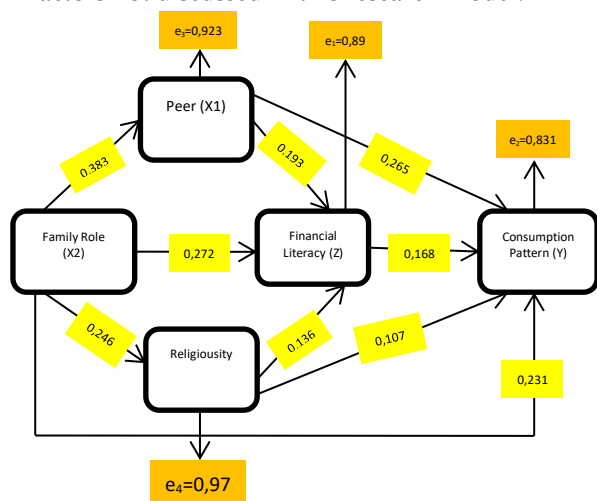 e₃=0,923
e₁=0,89
Peer (X1)
e₂=0,831
0.383
0.193
0,265
Family Role
(X2)
0,272
Financial
Literacy (Z)
0,168
Consumption
Pattern (Y)
0,246
0.136
0,107
Religiousity
0,231
e₄=0,97